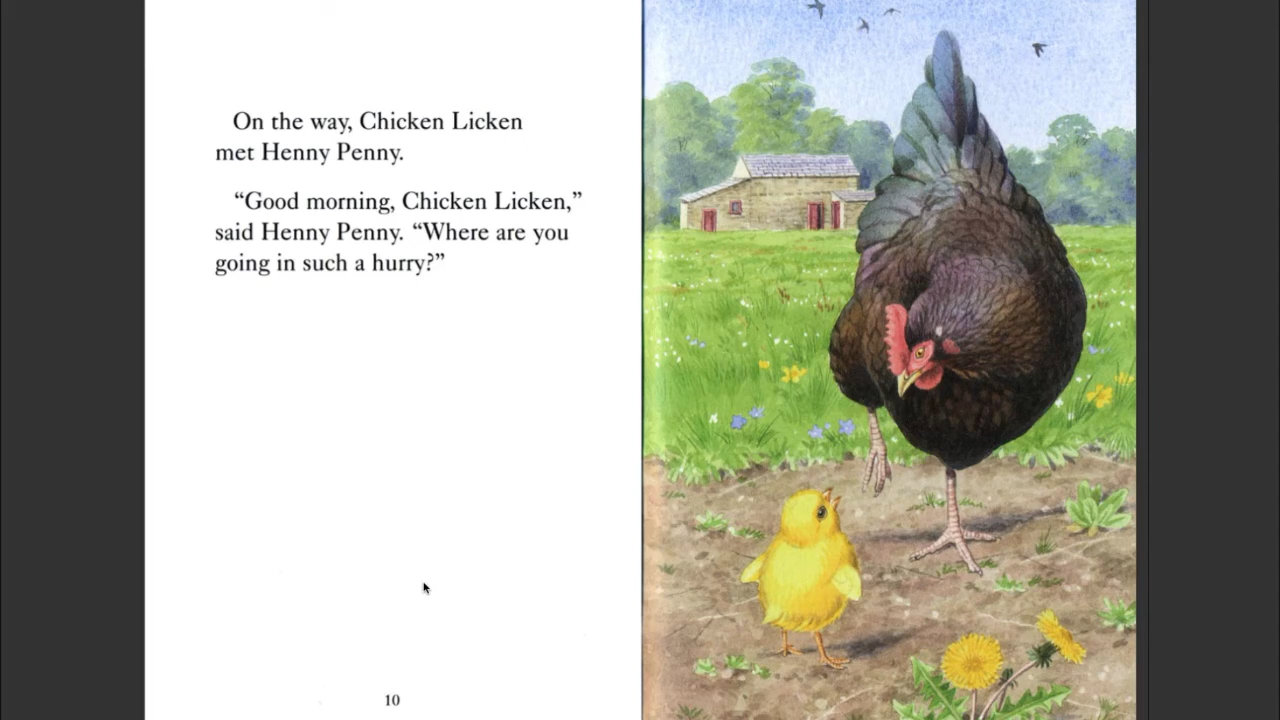 On the way, Chicken Licken
met Henny Penny.
“Good morning, Chicken Licken,”
said Henny Penny. “Where are you
going in such a hurry?”
10